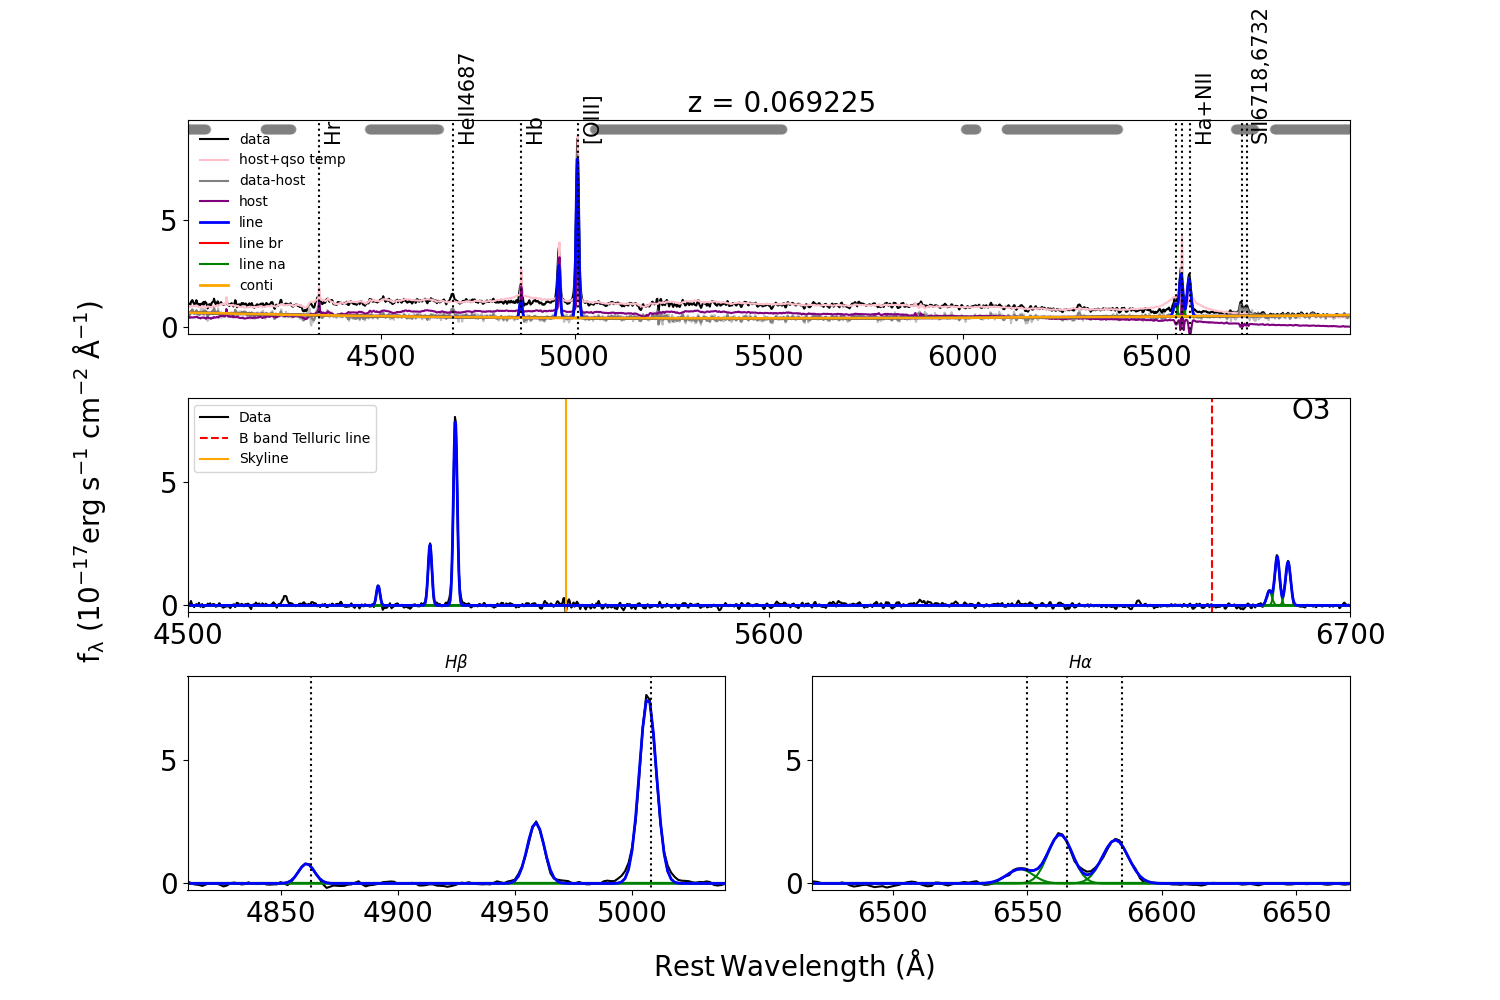 z = 0.069225
Hr
HeII4687
Hb
[OIII]
Ha+NII
SII6718,6732
data
host+qso temp
data-host
host
line
line br
line na
conti
5
0
4500 5000 5500 6000 6500
O3
Data
B band Telluric line
Skyline
5
0
4500 5600 6700
fλ (10⁻¹⁷erg s⁻¹ cm⁻² Å⁻¹)
Hβ
5
0
4850 4900 4950 5000
Hα
5
0
6500 6550 6600 6650
Rest Wavelength (Å)